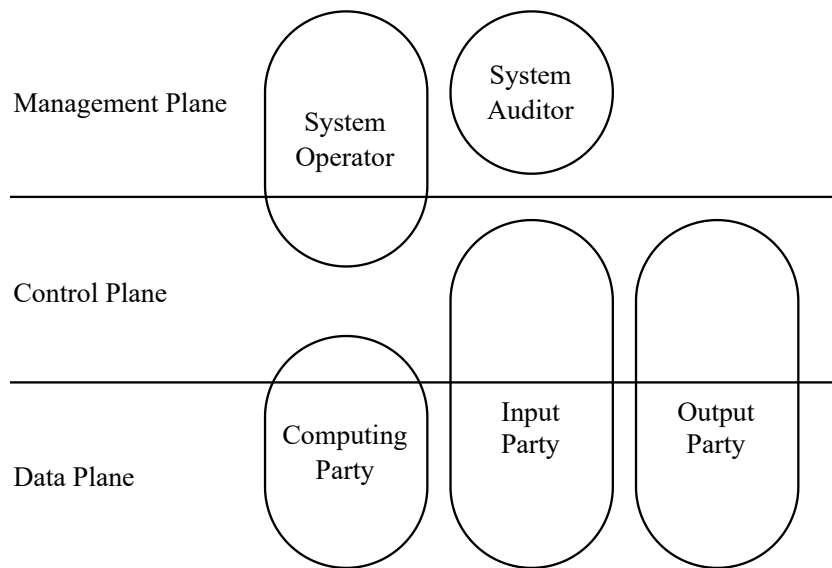 Management Plane
System
Operator
System
Auditor
Control Plane
Data Plane
Computing
Party
Input
Party
Output
Party